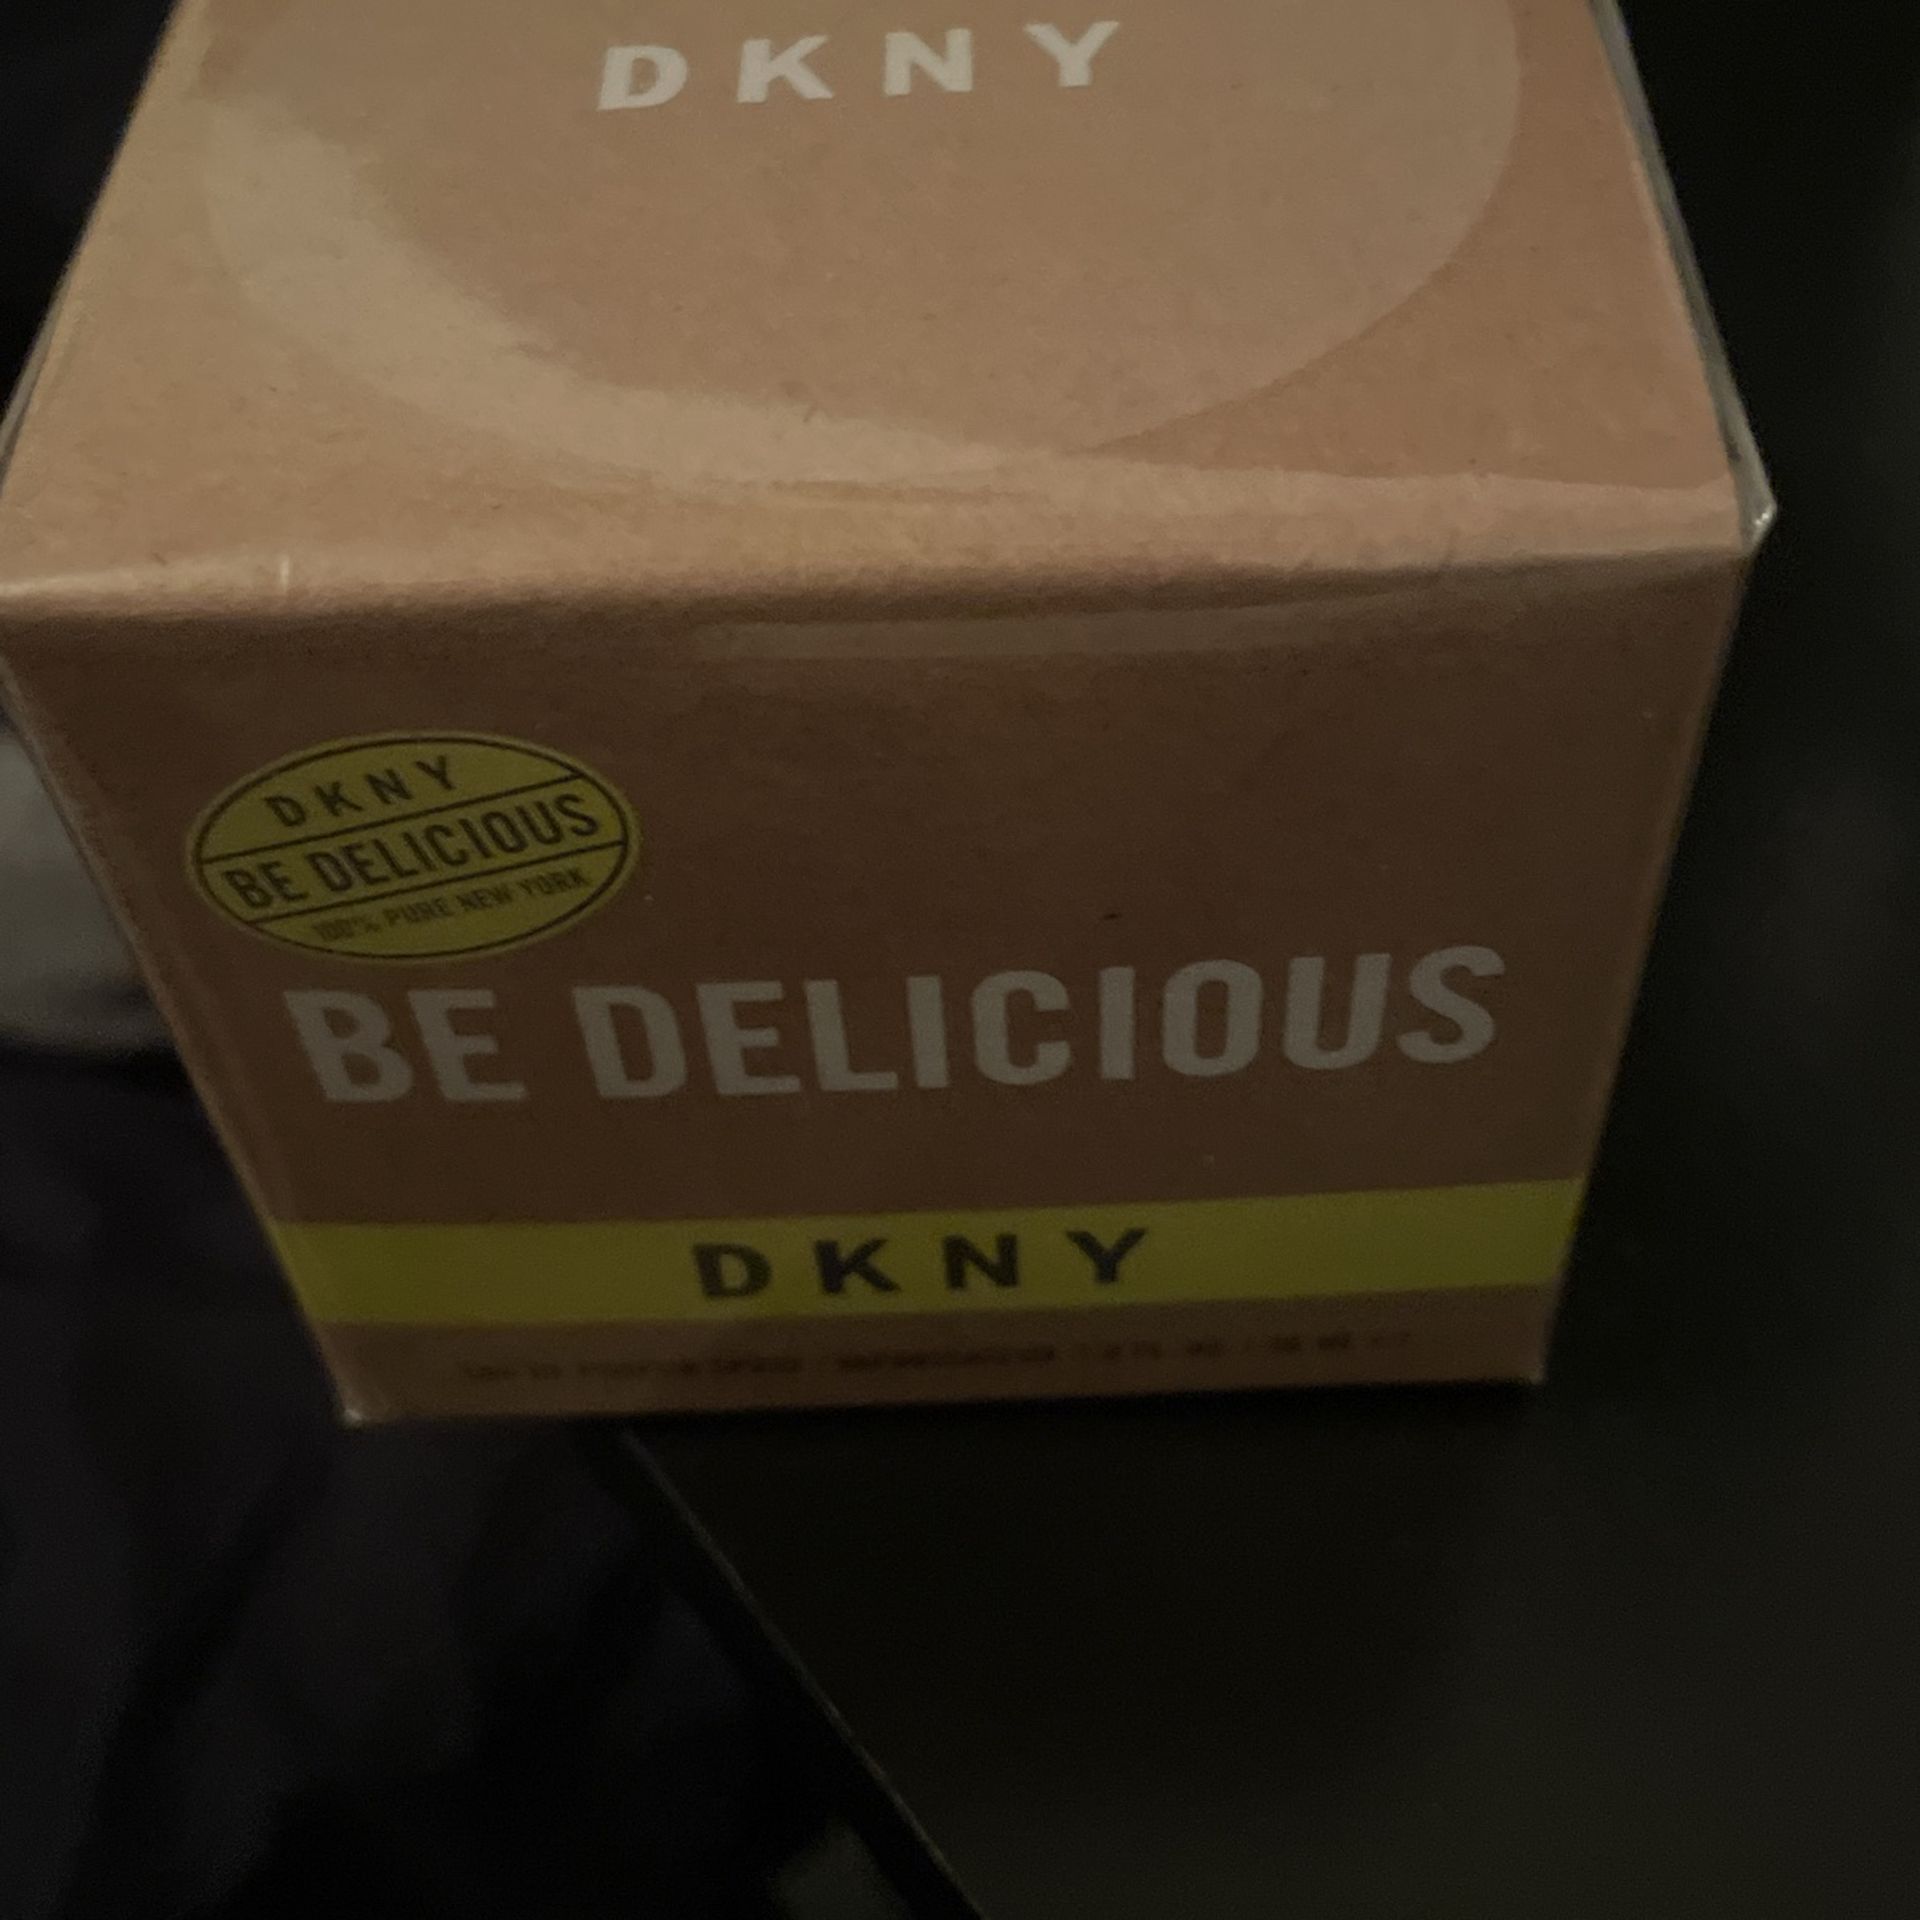 DKNY
DKNY
BE DELICIOUS
100% PURE NEW YORK
BE DELICIOUS
DKNY